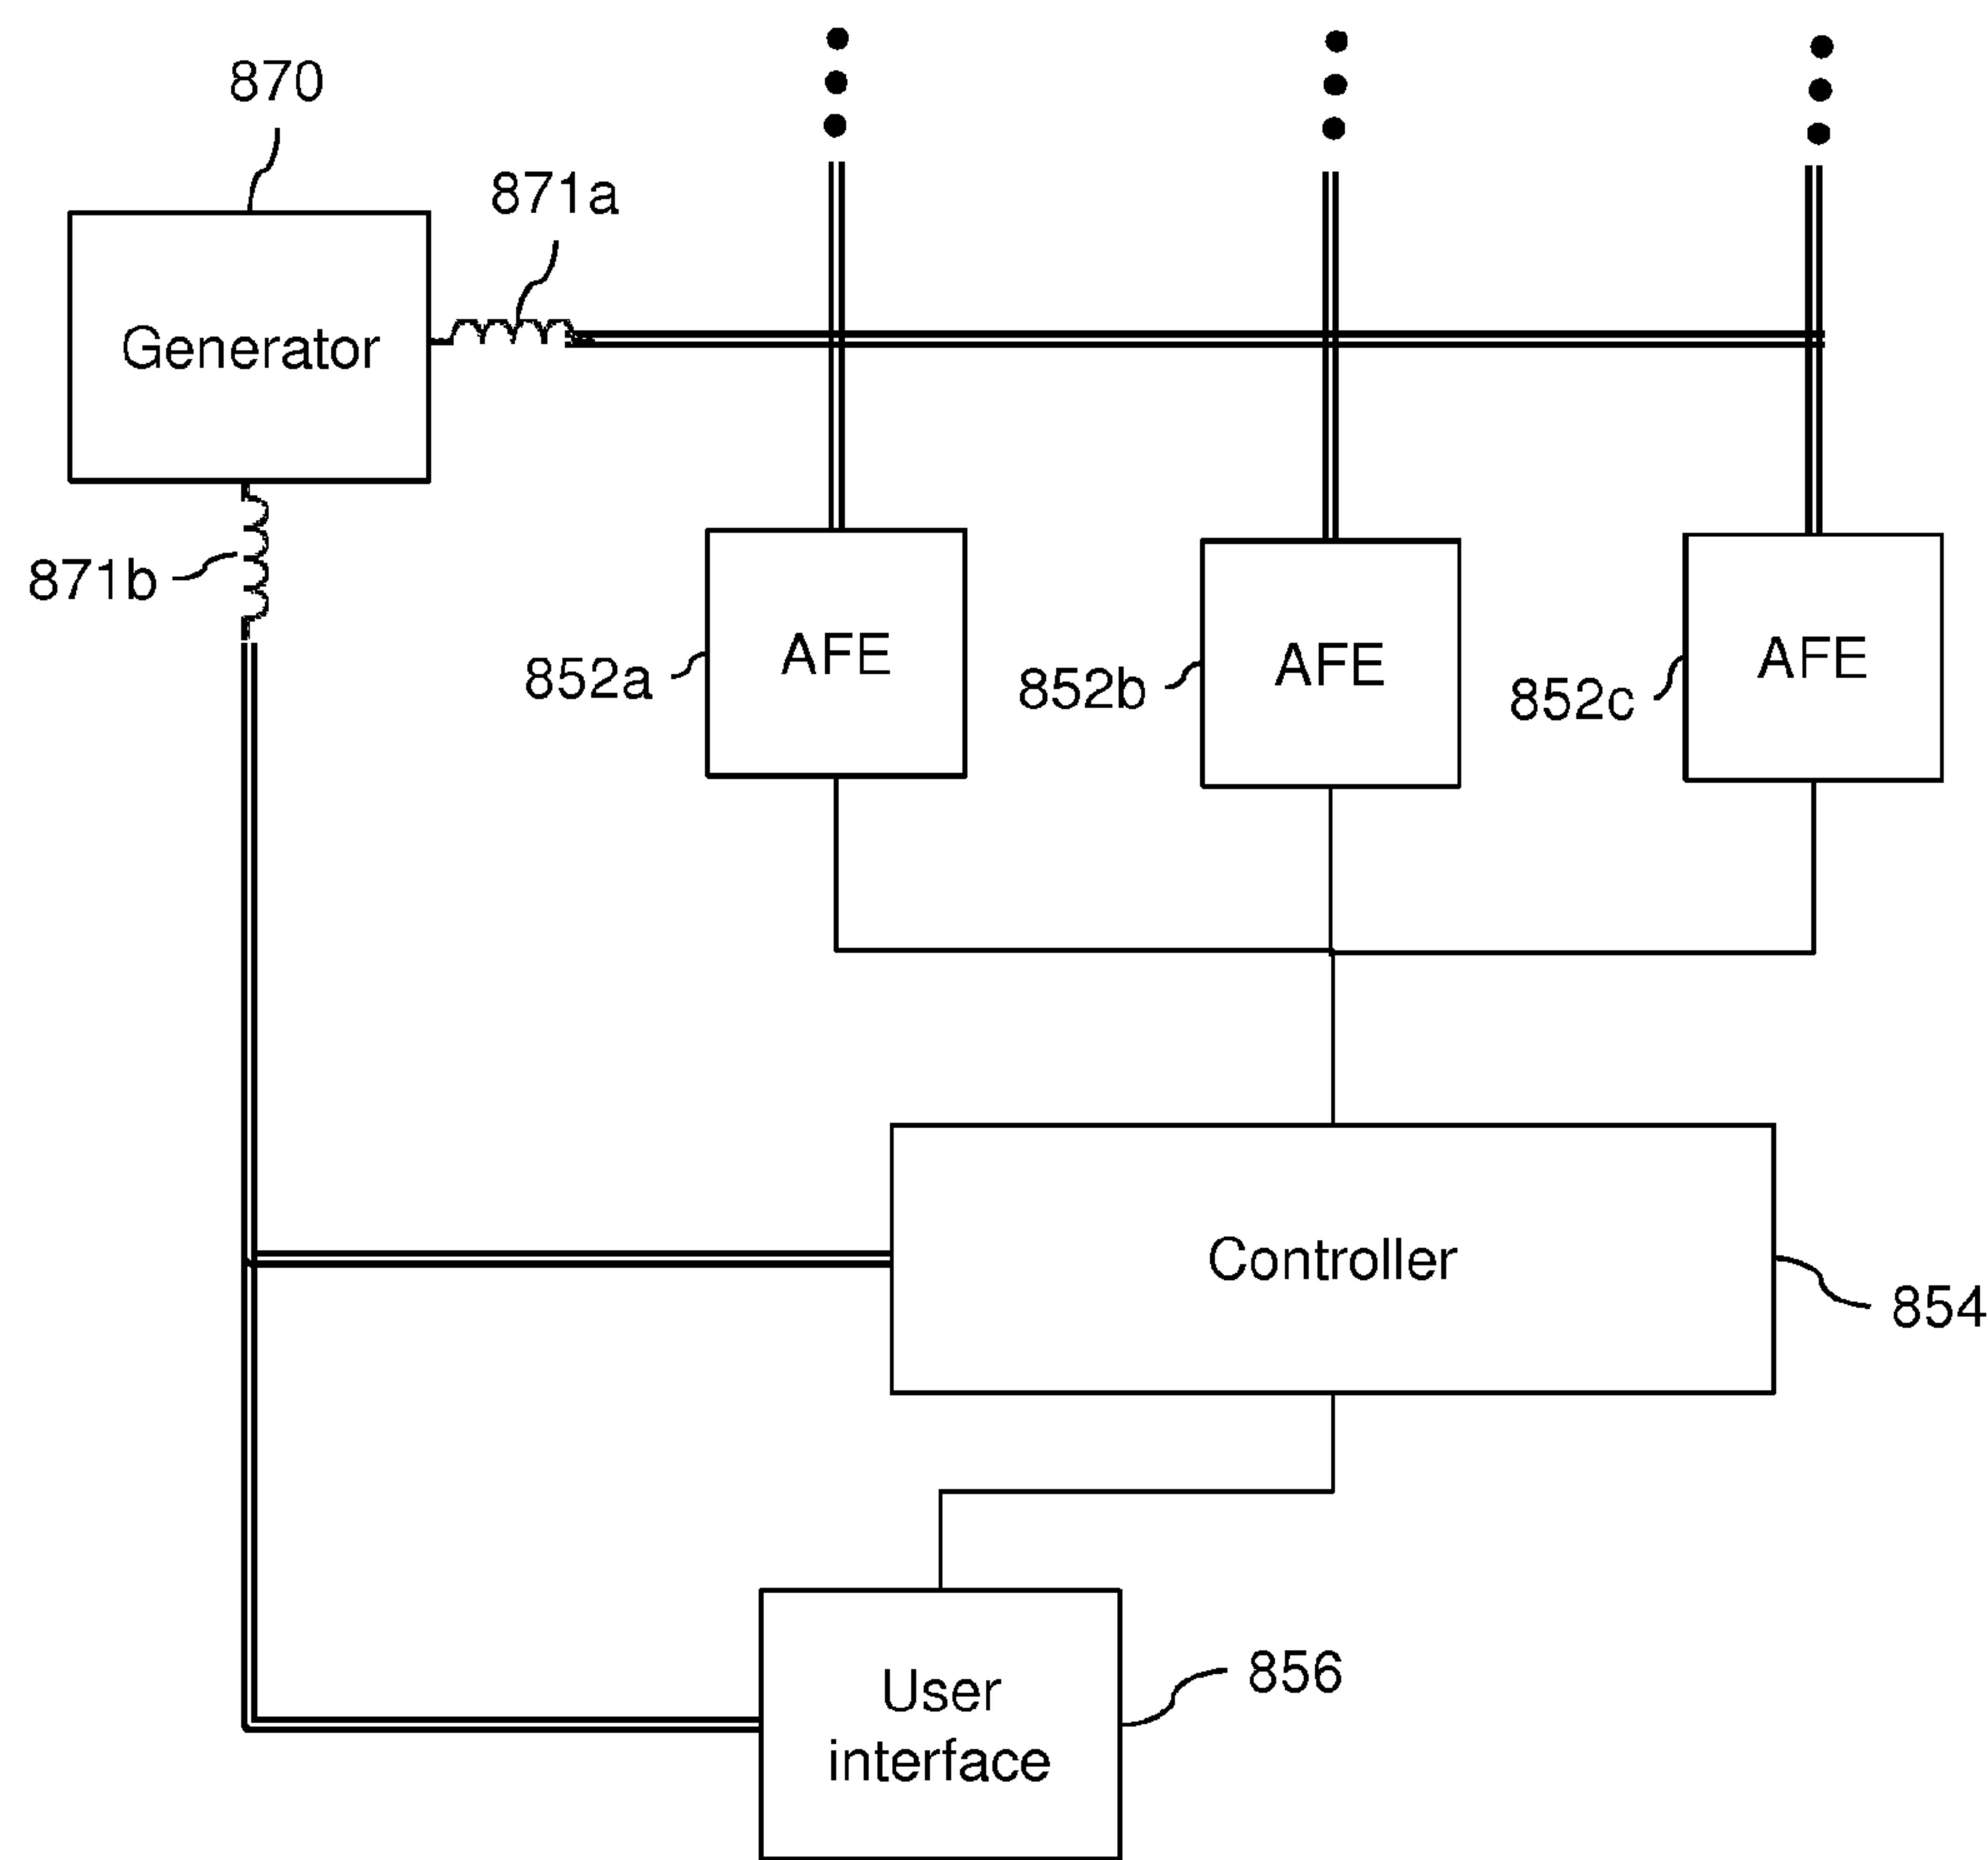 870
871a
Generator
871b
852a
AFE
852b
AFE
852c
AFE
Controller
854
User
interface
856